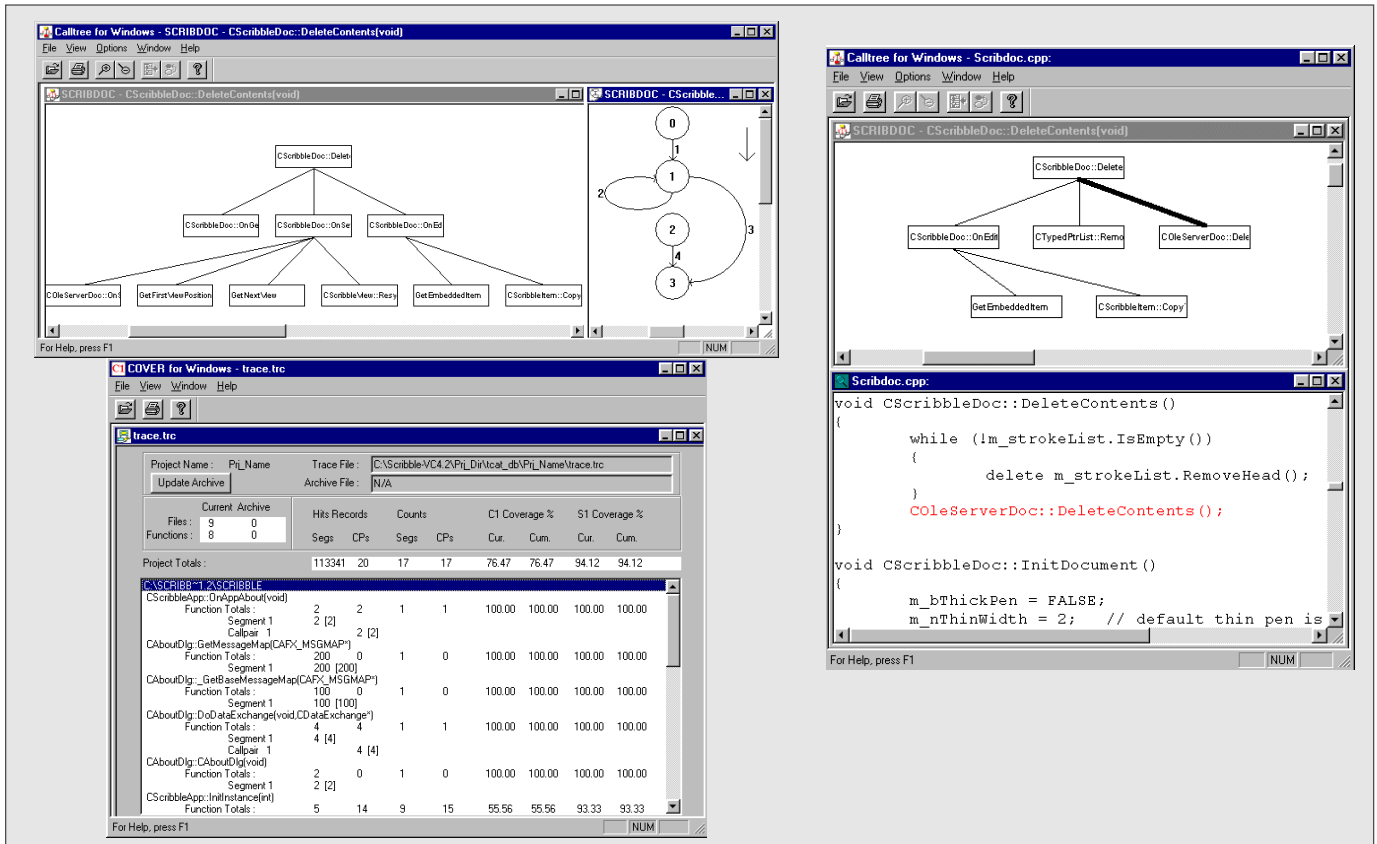 Calltree for Windows - SCRIBDOC - CScribbleDoc::DeleteContents(void)
File View Options Window Help
SCRIBDOC - CScribbleDoc::DeleteContents(void)
CScribbleDoc::Delet
CScribbleDoc::OnGe
CScribbleDoc::OnSe
CScribbleDoc::OnEd
COleServerDoc::OnS
GetFirstViewPosition
GetNextView
CScribbleView::Resy
GetEmbeddedItem
CScribbleItem::Copy
SCRIBDOC - CScribble...
0
1
1
2
2
3
4
3
For Help, press F1
NUM
C1 COVER for Windows - trace.trc
File View Window Help
trace.trc
Project Name : Prj_Name Trace File : C:\Scribble-VC4.2\Prj_Dir\tcat_db\Prj_Name\trace.trc
Update Archive Archive File : N/A
Current Archive Hits Records Counts C1 Coverage % S1 Coverage %
Files : 9 0
Functions : 8 0 Segs CPs Segs CPs Cur. Cum. Cur. Cum.
Project Totals : 113341 20 17 17 76.47 76.47 94.12 94.12
C:\SCRIBB~1.2\SCRIBBLE
CScribbleApp::OnAppAbout(void)
Function Totals : 2 2 1 1 100.00 100.00 100.00 100.00
Segment 1 2 [2]
Callpair 1 2 [2]
CAboutDlg::GetMessageMap(CAFX_MSGMAP*)
Function Totals : 200 0 1 0 100.00 100.00 100.00 100.00
Segment 1 200 [200]
CAboutDlg::_GetBaseMessageMap(CAFX_MSGMAP*)
Function Totals : 100 0 1 0 100.00 100.00 100.00 100.00
Segment 1 100 [100]
CAboutDlg::DoDataExchange(void,CDataExchange*)
Function Totals : 4 4 1 1 100.00 100.00 100.00 100.00
Segment 1 4 [4]
Callpair 1 4 [4]
CAboutDlg::CAboutDlg(void)
Function Totals : 2 0 1 0 100.00 100.00 100.00 100.00
Segment 1 2 [2]
CScribbleApp::InitInstance(int)
Function Totals : 5 14 9 15 55.56 55.56 93.33 93.33
For Help, press F1
NUM
Calltree for Windows - Scribdoc.cpp:
File View Options Window Help
SCRIBDOC - CScribbleDoc::DeleteContents(void)
CScribbleDoc::Delete
CScribbleDoc::OnEdit
CTypedPtrList::Remo
COleServerDoc::Dele
GetEmbeddedItem
CScribbleItem::Copy
Scribdoc.cpp:
void CScribbleDoc::DeleteContents()
{
while (!m_strokeList.IsEmpty())
{
delete m_strokeList.RemoveHead();
}
COleServerDoc::DeleteContents();
}
void CScribbleDoc::InitDocument()
{
m_bThickPen = FALSE;
m_nThinWidth = 2; // default thin pen is
For Help, press F1
NUM